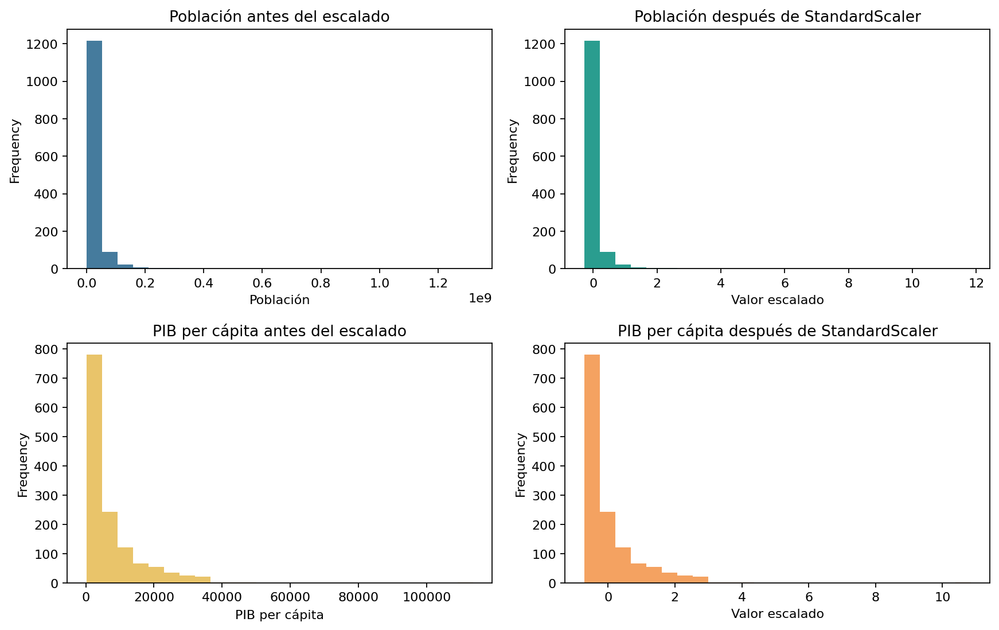 Población antes del escalado
1200
1000
800
600
400
200
0
Frequency
0.0 0.2 0.4 0.6 0.8 1.0 1.2
1e9
Población
Población después de StandardScaler
1200
1000
800
600
400
200
0
Frequency
0 2 4 6 8 10 12
Valor escalado
PIB per cápita antes del escalado
800
700
600
500
400
300
200
100
0
Frequency
0 20000 40000 60000 80000 100000
PIB per cápita
PIB per cápita después de StandardScaler
800
700
600
500
400
300
200
100
0
Frequency
0 2 4 6 8 10
Valor escalado